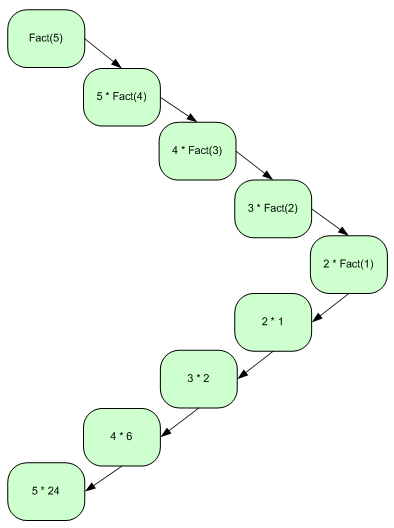 Fact(5)
5 * Fact(4)
4 * Fact(3)
3 * Fact(2)
2 * Fact(1)
2 * 1
3 * 2
4 * 6
5 * 24